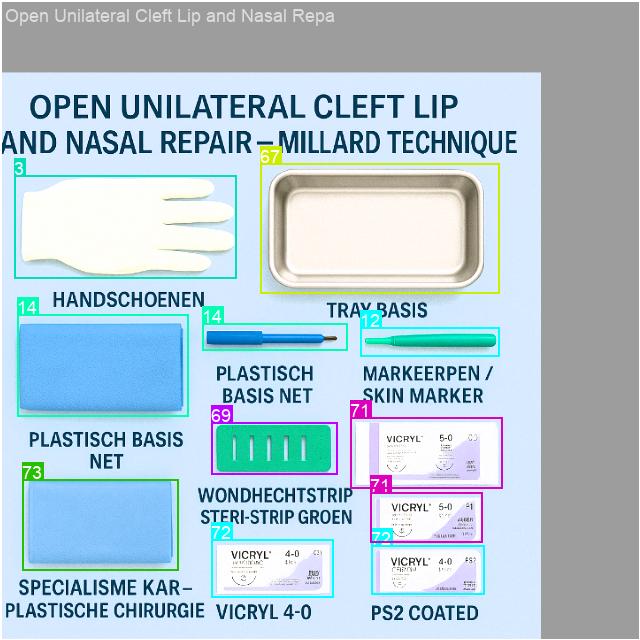 Open Unilateral Cleft Lip and Nasal Repa
OPEN UNILATERAL CLEFT LIP
AND NASAL REPAIR – MILLARD TECHNIQUE
3
67
HANDSCHOENEN
TRAY BASIS
14
14
12
PLASTISCH
BASIS NET
MARKEERPEN /
SKIN MARKER
69
71
VICRYL 5-0
PLASTISCH BASIS
NET
WONDHECHTSTRIP
STERI-STRIP GROEN
73
71
VICRYL 5-0
72
VICRYL 4-0
72
VICRYL 4-0
SPECIALISME KAR –
PLASTISCHE CHIRURGIE
VICRYL 4-0
PS2 COATED